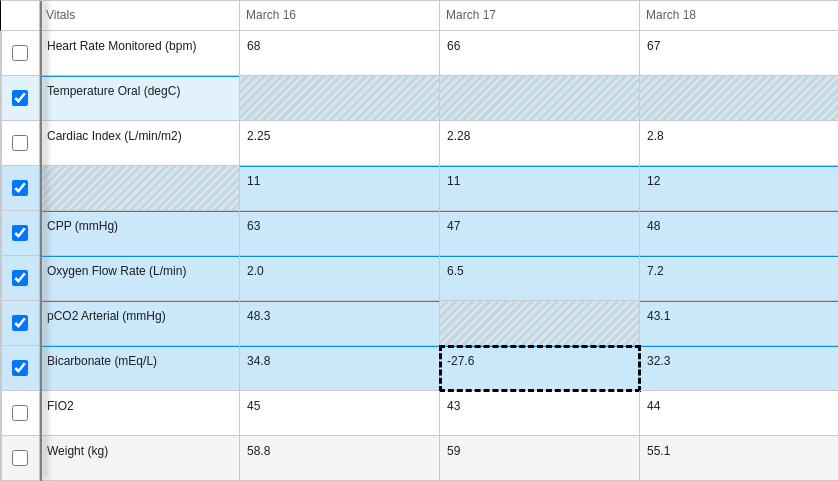 Vitals March 16 March 17 March 18
Heart Rate Monitored (bpm) 68 66 67
Temperature Oral (degC)
Cardiac Index (L/min/m2) 2.25 2.28 2.8
11 11 12
CPP (mmHg) 63 47 48
Oxygen Flow Rate (L/min) 2.0 6.5 7.2
pCO2 Arterial (mmHg) 48.3 43.1
Bicarbonate (mEq/L) 34.8 -27.6 32.3
FIO2 45 43 44
Weight (kg) 58.8 59 55.1